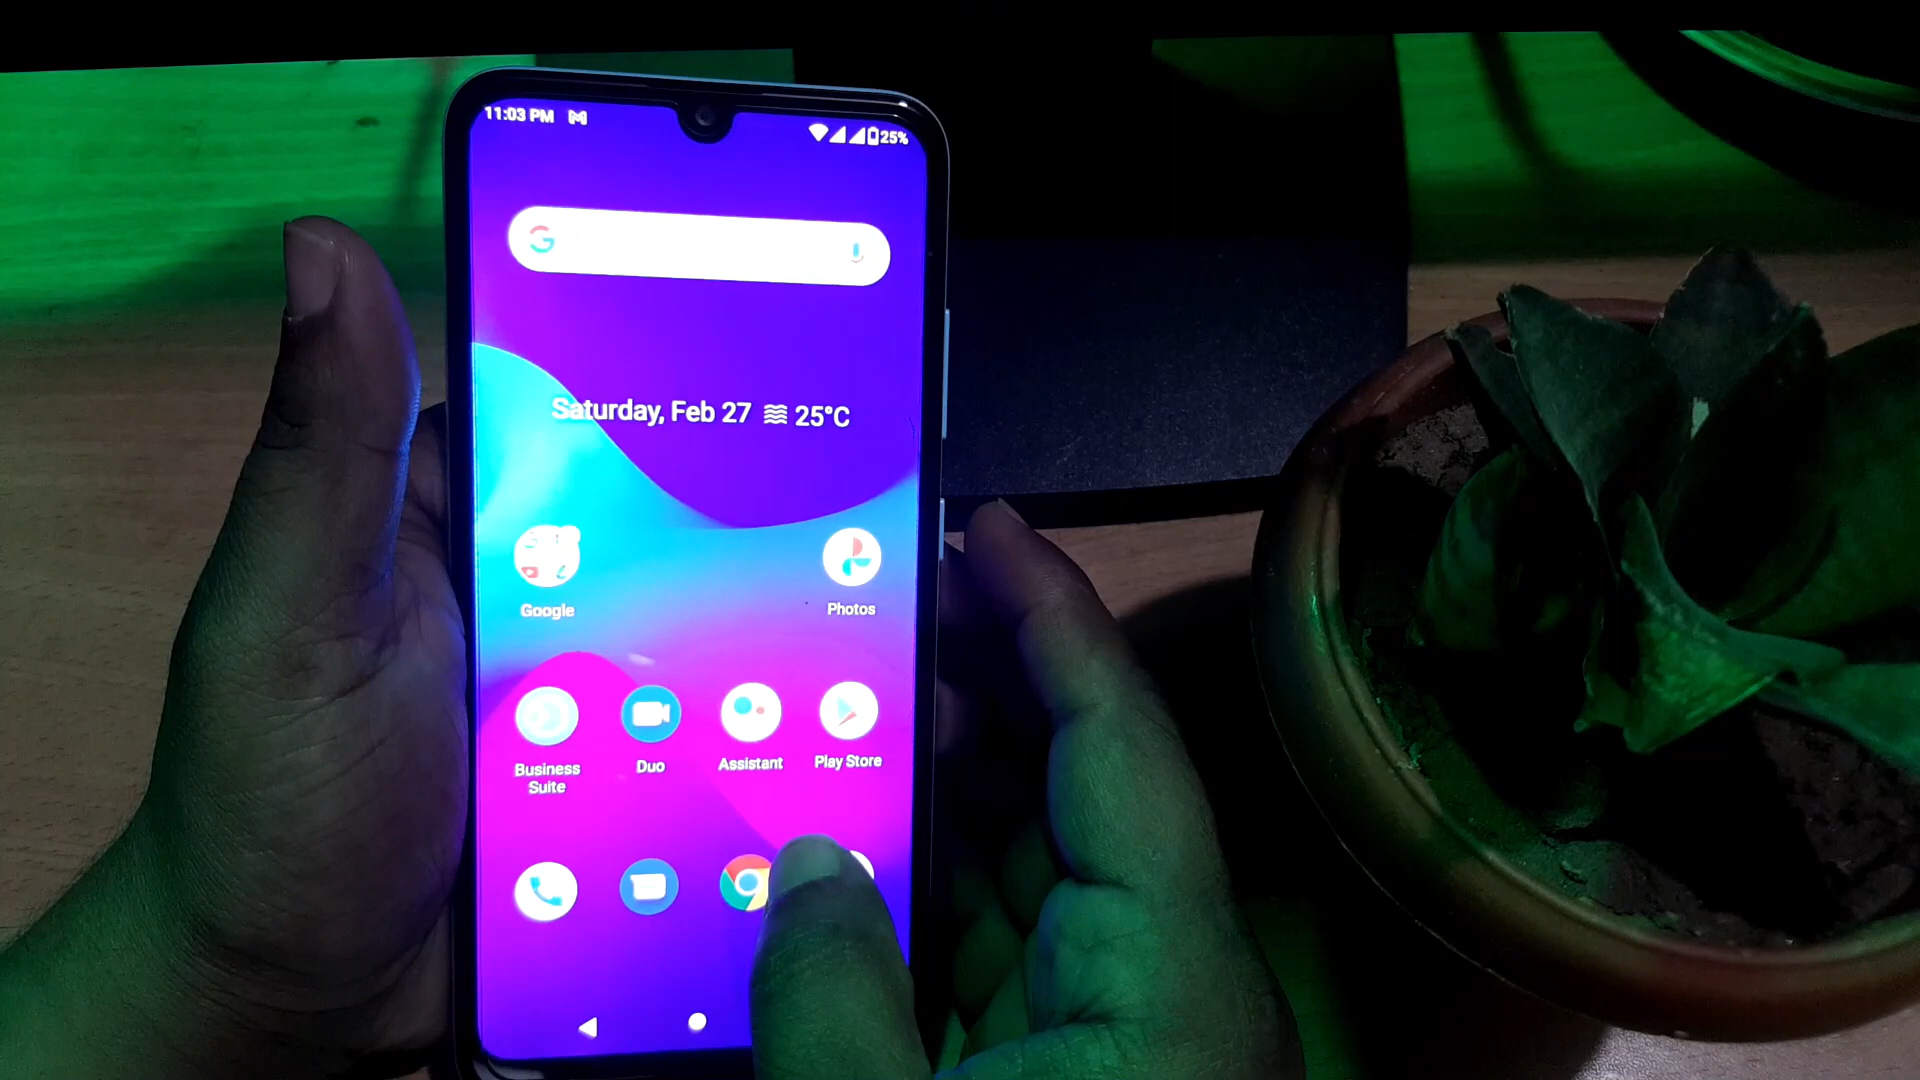 11:03 PM 25%
Saturday, Feb 27 25°C
Google Photos
Business Suite Duo Assistant Play Store